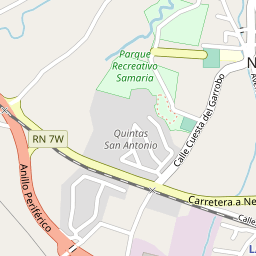 Parque
Recreativo
Samaria
N
Calle Cuesta del Garrobo
RN 7W
Quintas
San Antonio
Anillo Periférico
Carretera a Ne